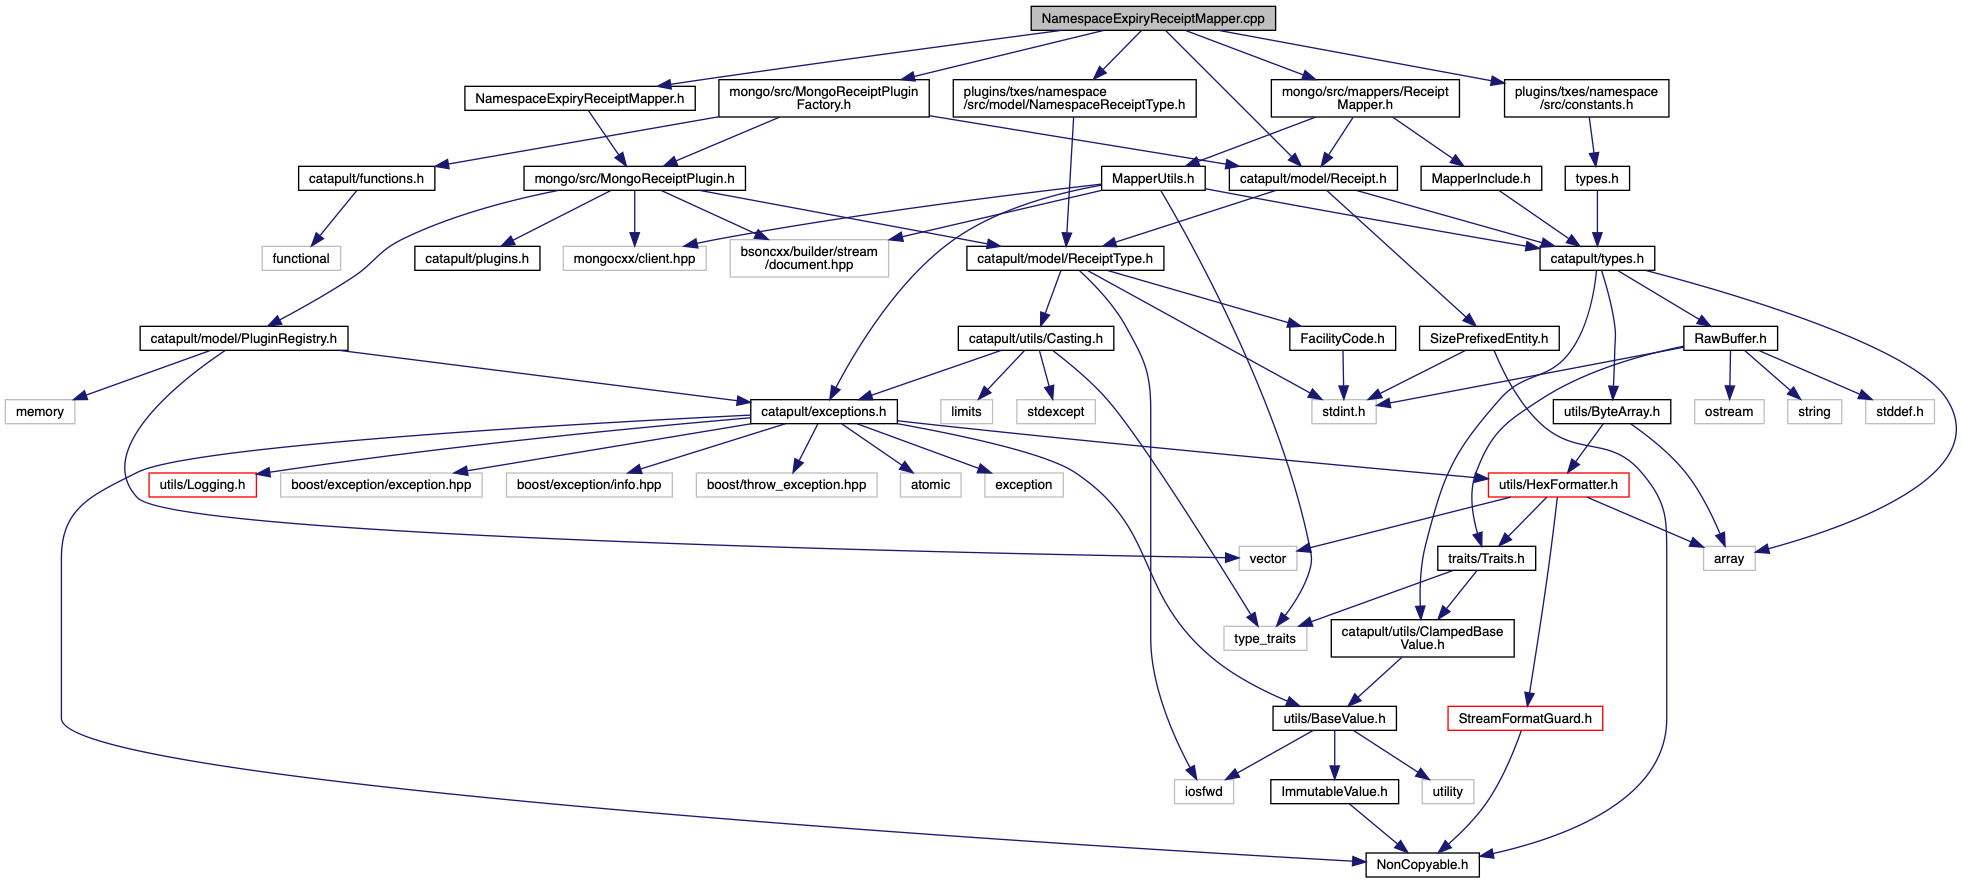 NamespaceExpiryReceiptMapper.cpp
NamespaceExpiryReceiptMapper.h
mongo/src/MongoReceiptPlugin
Factory.h
plugins/txes/namespace
/src/model/NamespaceReceiptType.h
mongo/src/mappers/Receipt
Mapper.h
plugins/txes/namespace
/src/constants.h
catapult/functions.h
mongo/src/MongoReceiptPlugin.h
MapperUtils.h
catapult/model/Receipt.h
MapperInclude.h
types.h
functional
catapult/plugins.h
mongocxx/client.hpp
bsoncxx/builder/stream
/document.hpp
catapult/model/ReceiptType.h
catapult/types.h
catapult/model/PluginRegistry.h
catapult/utils/Casting.h
FacilityCode.h
SizePrefixedEntity.h
RawBuffer.h
memory
catapult/exceptions.h
limits
stdexcept
stdint.h
utils/ByteArray.h
ostream
string
stddef.h
utils/Logging.h
boost/exception/exception.hpp
boost/exception/info.hpp
boost/throw_exception.hpp
atomic
exception
utils/HexFormatter.h
vector
traits/Traits.h
array
type_traits
catapult/utils/ClampedBase
Value.h
utils/BaseValue.h
StreamFormatGuard.h
iosfwd
ImmutableValue.h
utility
NonCopyable.h